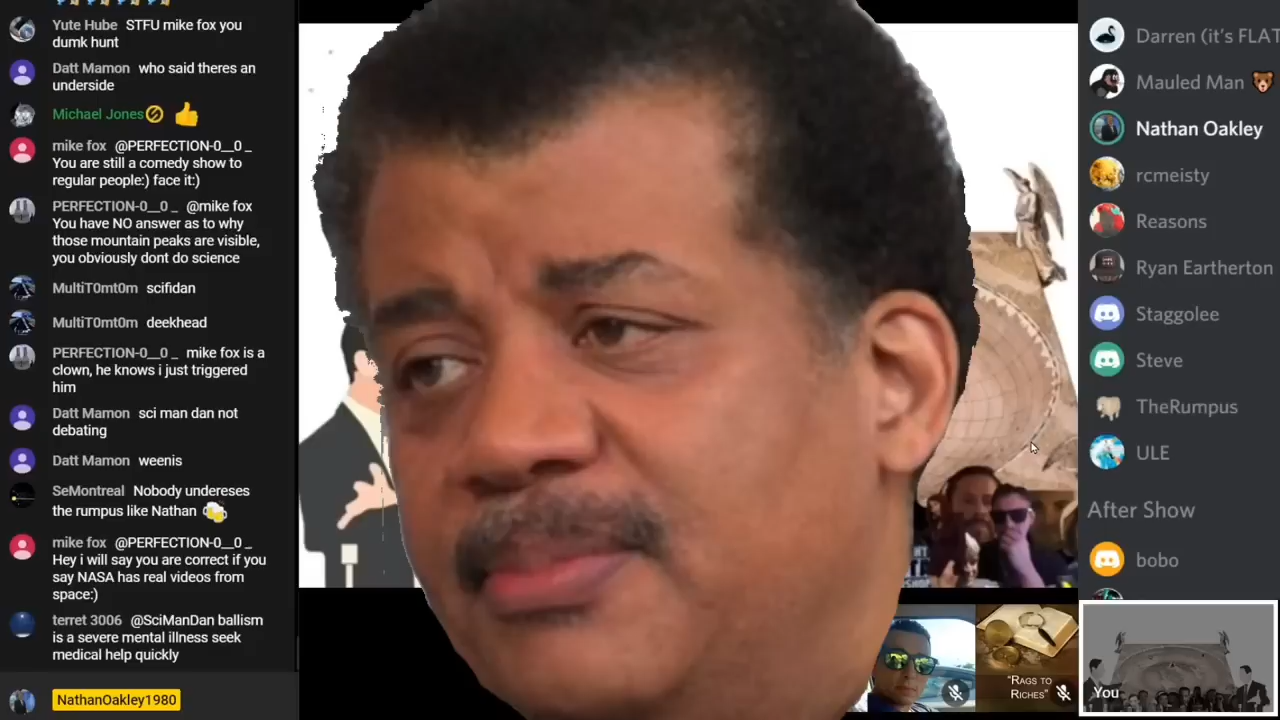 Yute Hube STFU mike fox you
dumk hunt
Datt Mamon who said theres an
underside
Michael Jones
mike fox @PERFECTION-0__0 _
You are still a comedy show to
regular people:) face it:)
PERFECTION-0__0 _ @mike fox
You have NO answer as to why
those mountain peaks are visible,
you obviously dont do science
MultiT0mt0m scifidan
MultiT0mt0m deekhead
PERFECTION-0__0 _ mike fox is a
clown, he knows i just triggered
him
Datt Mamon sci man dan not
debating
Datt Mamon weenis
SeMontreal Nobody undereses
the rumpus like Nathan
mike fox @PERFECTION-0__0 _
Hey i will say you are correct if you
say NASA has real videos from
space:)
terret 3006 @SciManDan ballism
is a severe mental illness seek
medical help quickly
NathanOakley1980
"RAGS TO
RICHES"
Darren (it's FLAT
Mauled Man
Nathan Oakley
rcmeisty
Reasons
Ryan Eartherton
Staggolee
Steve
TheRumpus
ULE
After Show
bobo
You